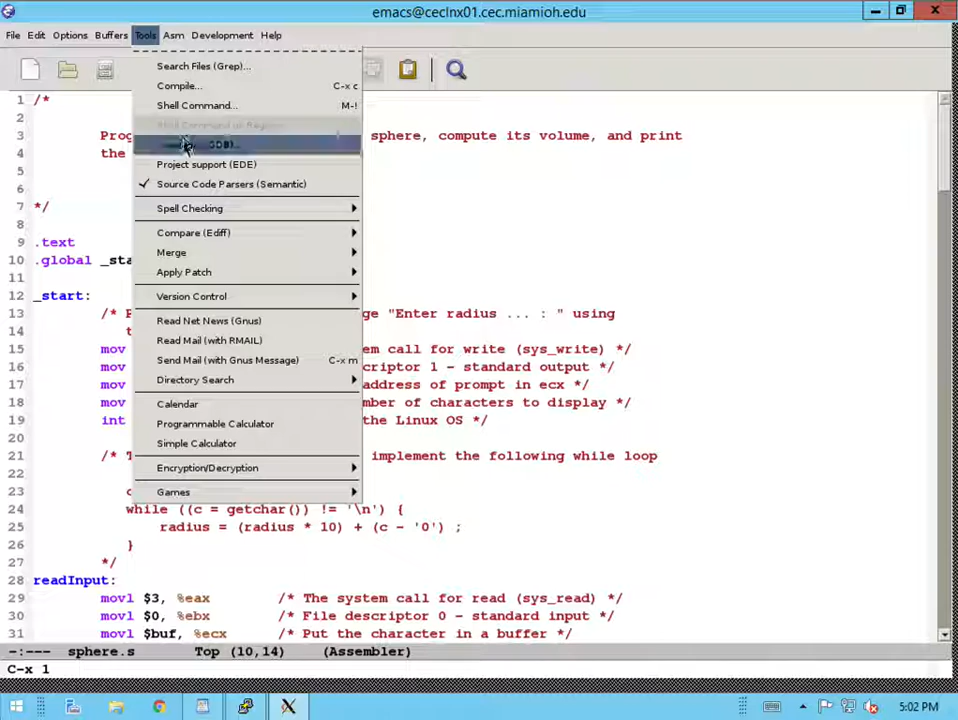 emacs@ceclnx01.cec.miamioh.edu
File Edit Options Buffers Tools Asm Development Help
Search Files (Grep)...
Compile... C-x c
Shell Command... M-!
Shell Command on Region...
GDB)...
Project support (EDE)
Source Code Parsers (Semantic)
Spell Checking
Compare (Ediff)
Merge
Apply Patch
Version Control
Read Net News (Gnus)
Read Mail (with RMAIL)
Send Mail (with Gnus Message) C-x m
Directory Search
Calendar
Programmable Calculator
Simple Calculator
Encryption/Decryption
Games
1 /*
2
3 Prog sphere, compute its volume, and print
4 the
5
6
7 */
8
9 .text
10 .global _sta
11
12 _start:
13 /* P ge "Enter radius ... : " using
14 t
15 mov em call for write (sys_write) */
16 mov criptor 1 - standard output */
17 mov address of prompt in ecx */
18 mov mber of characters to display */
19 int the Linux OS */
20
21 /* T implement the following while loop
22
23 c
24 while ((c = getchar()) != '\n') {
25 radius = (radius * 10) + (c - '0') ;
26 }
27 */
28 readInput:
29 movl $3, %eax /* The system call for read (sys_read) */
30 movl $0, %ebx /* File descriptor 0 - standard input */
31 movl $buf, %ecx /* Put the character in a buffer */
-:--- sphere.s Top (10,14) (Assembler)
C-x 1
5:02 PM